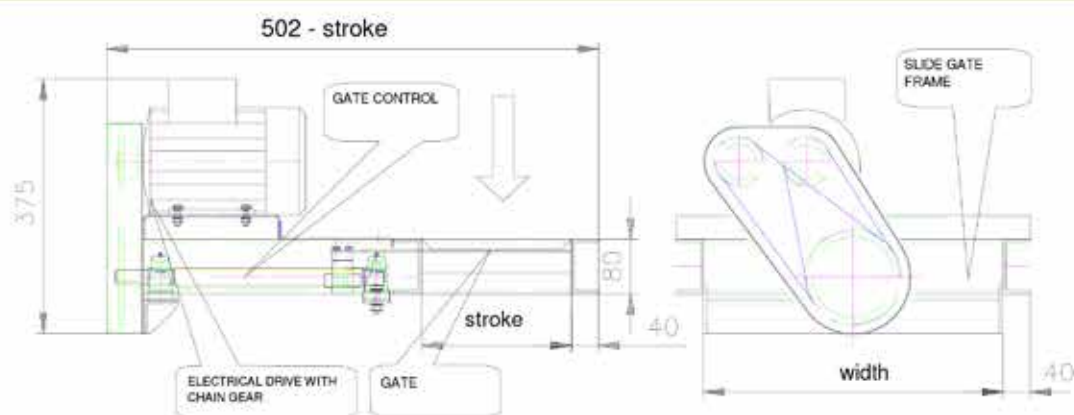 502 - stroke
375
GATE CONTROL
SLIDE GATE
FRAME
80
stroke
40
width
40
ELECTRICAL DRIVE WITH
CHAIN GEAR
GATE